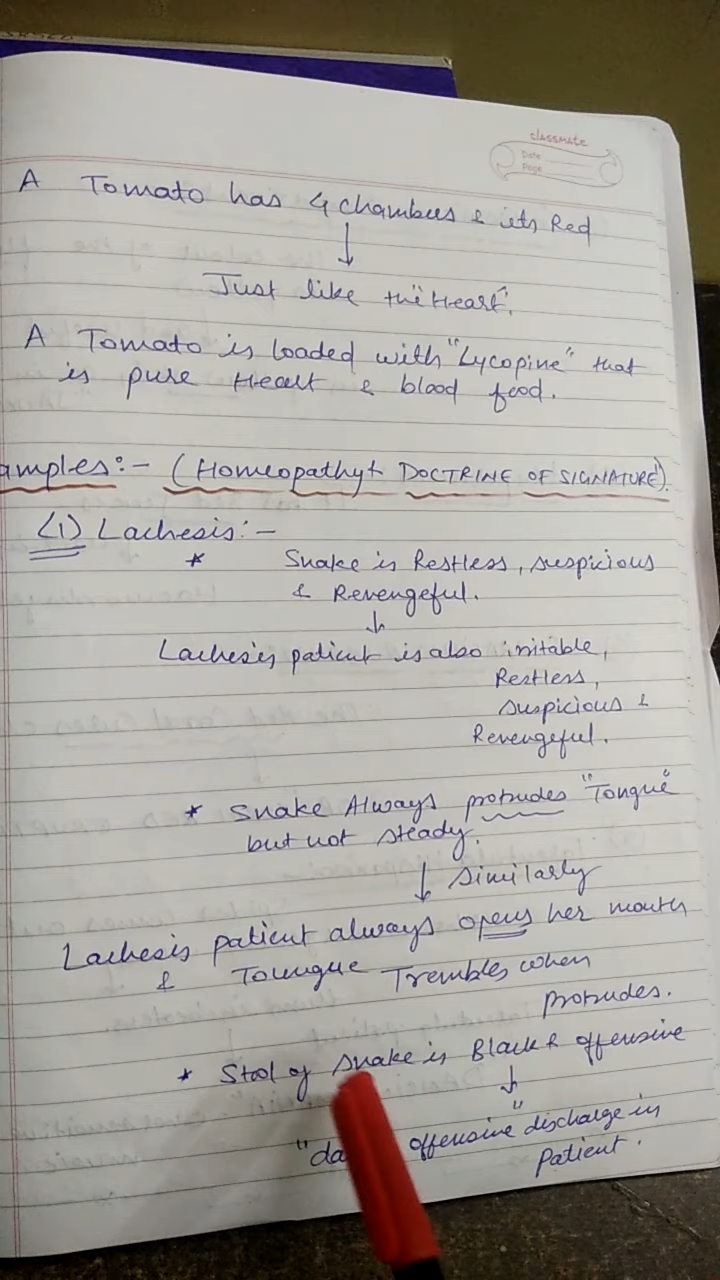 classmate
Date
Page
A Tomato has 4 chambers & its Red
↓
Just like the "Heart".
A Tomato is loaded with "Lycopine" that
is pure Heart & blood food.
amples:- (Homeopathy & DOCTRINE OF SIGNATURE).
(1) Lachesis:-
* Snake is Restless, suspicious
& Revengeful.
↓
Lachesis patient is also irritable,
Restless,
suspicious &
Revengeful.
* Snake Always protrudes "Tongue"
but not steady.
↓ similarly
Lachesis patient always opens her mouth
& Toungue Trembles when
protrudes.
* Stool of snake is Black & offensive
↓
offensive" discharge in
patient.